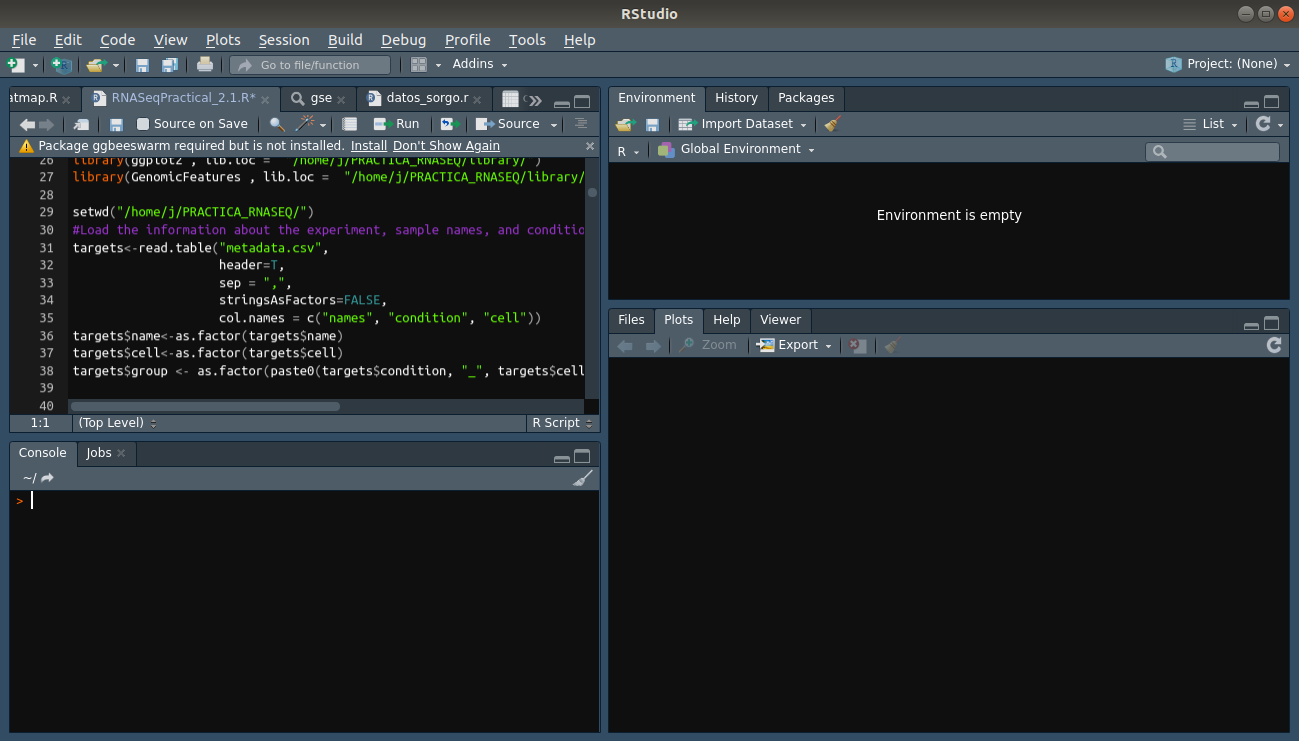 RStudio
File Edit Code View Plots Session Build Debug Profile Tools Help
Go to file/function Addins Project: (None)
atmap.R RNASeqPractical_2.1.R* gse datos_sorgo.r
Source on Save Run Source
Package ggbeeswarm required but is not installed. Install Don't Show Again
26 library(ggplot2 , lib.loc = "/home/j/PRACTICA_RNASEQ/library/")
27 library(GenomicFeatures , lib.loc = "/home/j/PRACTICA_RNASEQ/library/
28
29 setwd("/home/j/PRACTICA_RNASEQ/")
30 #Load the information about the experiment, sample names, and conditio
31 targets<-read.table("metadata.csv",
32 header=T,
33 sep = ",",
34 stringsAsFactors=FALSE,
35 col.names = c("names", "condition", "cell"))
36 targets$name<-as.factor(targets$name)
37 targets$cell<-as.factor(targets$cell)
38 targets$group <- as.factor(paste0(targets$condition, "_", targets$cell
39
40
1:1 (Top Level) R Script
Console Jobs
~/
>
Environment History Packages
Import Dataset List
R Global Environment
Environment is empty
Files Plots Help Viewer
Zoom Export